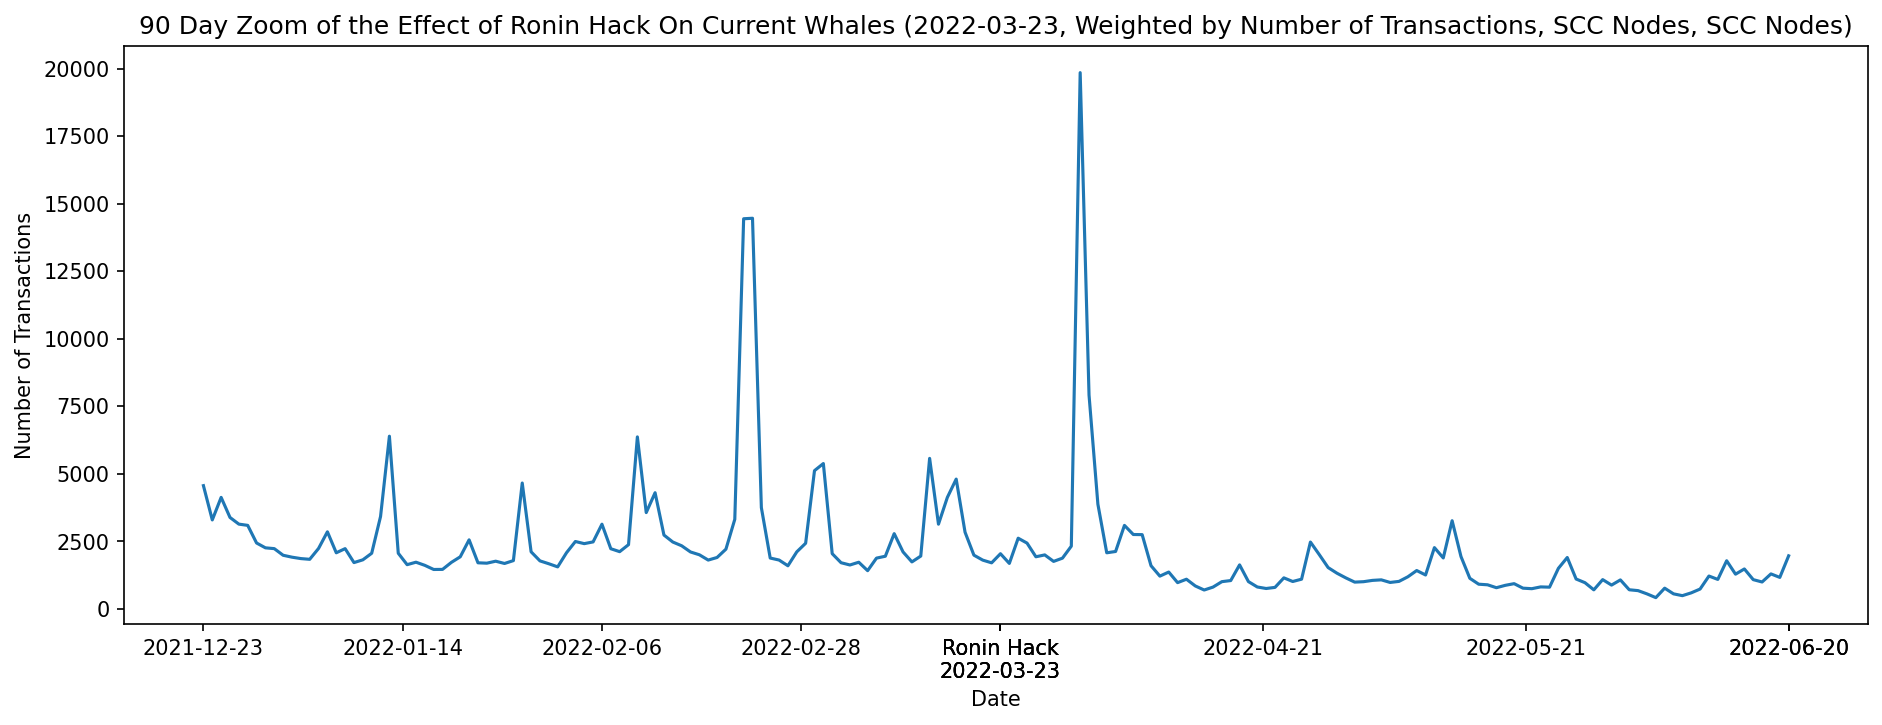 90 Day Zoom of the Effect of Ronin Hack On Current Whales (2022-03-23, Weighted by Number of Transactions, SCC Nodes, SCC Nodes)
Number of Transactions
20000
17500
15000
12500
10000
7500
5000
2500
0
2021-12-23 2022-01-14 2022-02-06 2022-02-28 Ronin Hack 2022-04-21 2022-05-21 2022-06-20
2022-03-23
Date